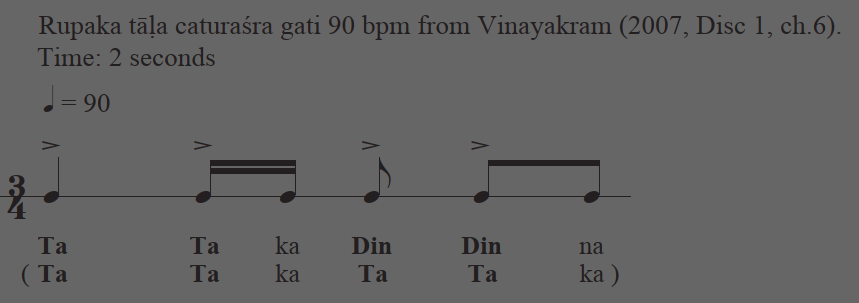 Rupaka tāḷa caturaśra gati 90 bpm from Vinayakram (2007, Disc 1, ch.6).
Time: 2 seconds
♩ = 90
3
4
Ta Ta ka Din Din na
( Ta Ta ka Ta Ta ka )